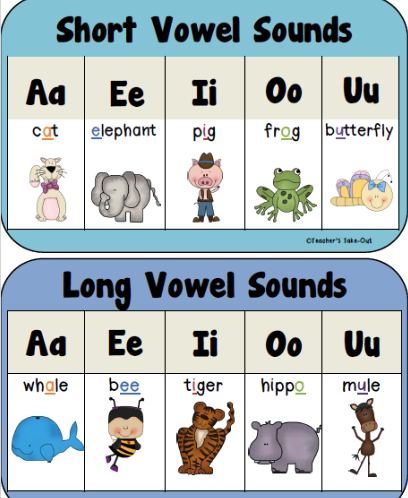 Short Vowel Sounds
Aa Ee Ii Oo Uu
cat elephant pig frog butterfly
©Teacher's Take-Out
Long Vowel Sounds
Aa Ee Ii Oo Uu
whale bee tiger hippo mule